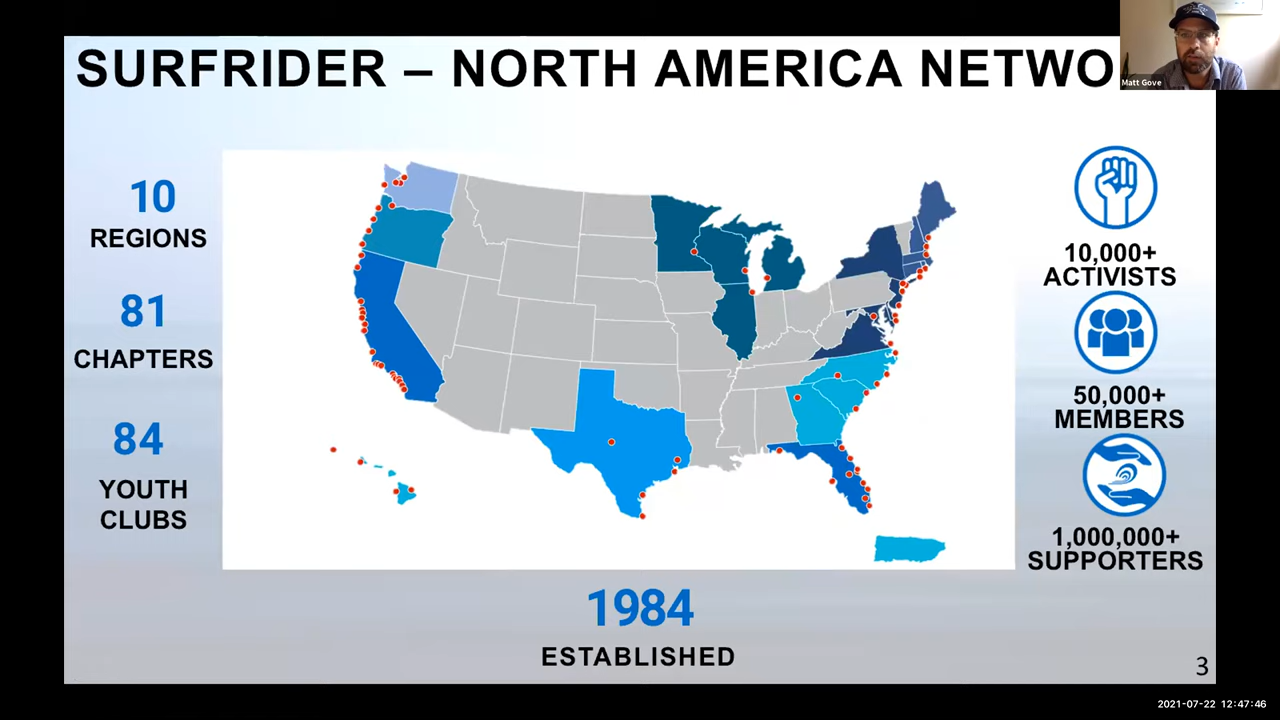 SURFRIDER – NORTH AMERICA NETWO
Matt Gove
10
REGIONS
81
CHAPTERS
84
YOUTH
CLUBS
10,000+
ACTIVISTS
50,000+
MEMBERS
1,000,000+
SUPPORTERS
1984
ESTABLISHED
3
2021-07-22 12:47:46